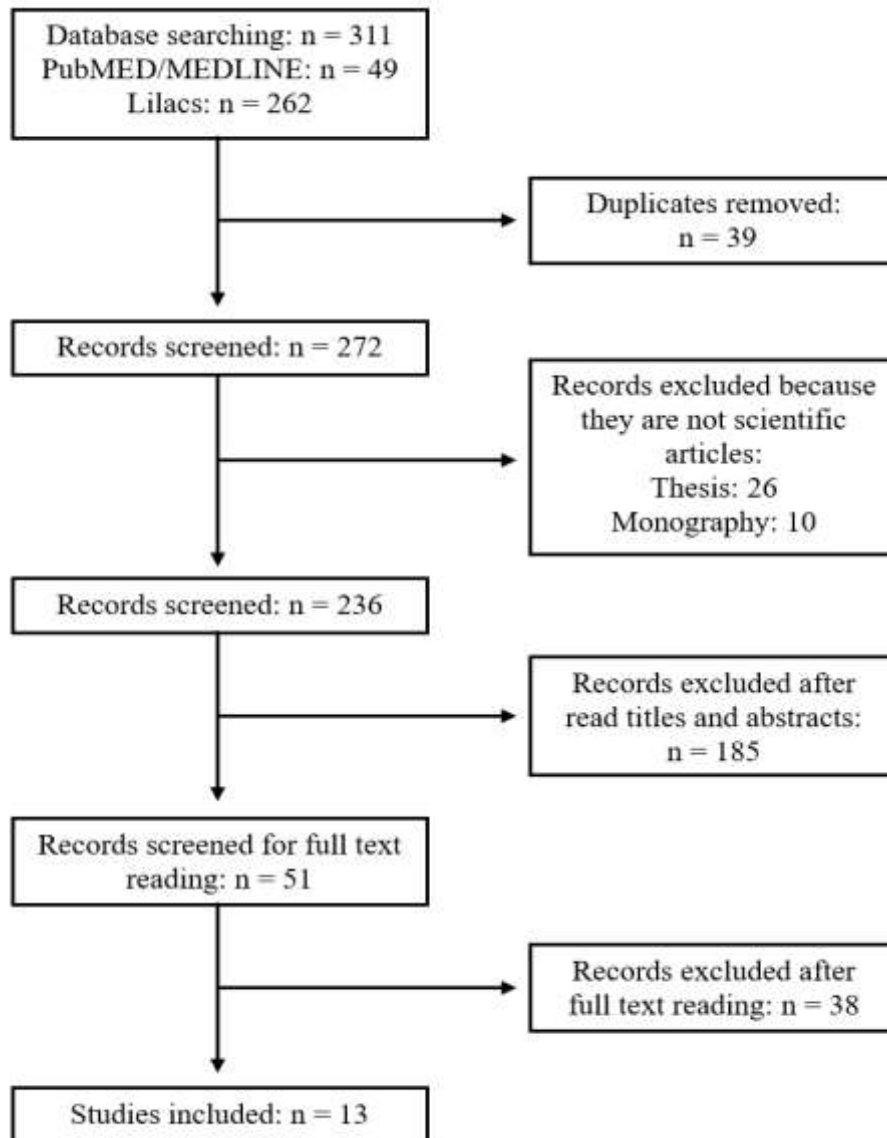 Database searching: n = 311
PubMED/MEDLINE: n = 49
Lilacs: n = 262
Duplicates removed:
n = 39
Records screened: n = 272
Records excluded because
they are not scientific
articles:
Thesis: 26
Monography: 10
Records screened: n = 236
Records excluded after
read titles and abstracts:
n = 185
Records screened for full text
reading: n = 51
Records excluded after
full text reading: n = 38
Studies included: n = 13